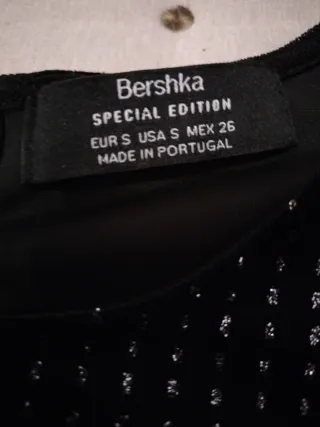 Bershka
SPECIAL EDITION
EUR S USA S MEX 26
MADE IN PORTUGAL